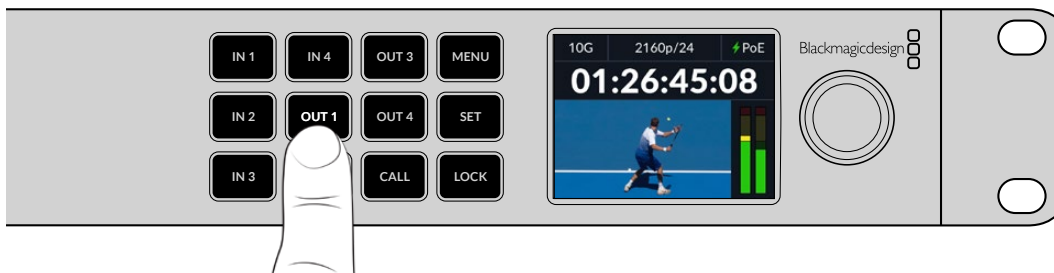 IN 1 IN 4 OUT 3 MENU
IN 2 OUT 1 OUT 4 SET
IN 3 CALL LOCK
10G 2160p/24 PoE
01:26:45:08
Blackmagicdesign